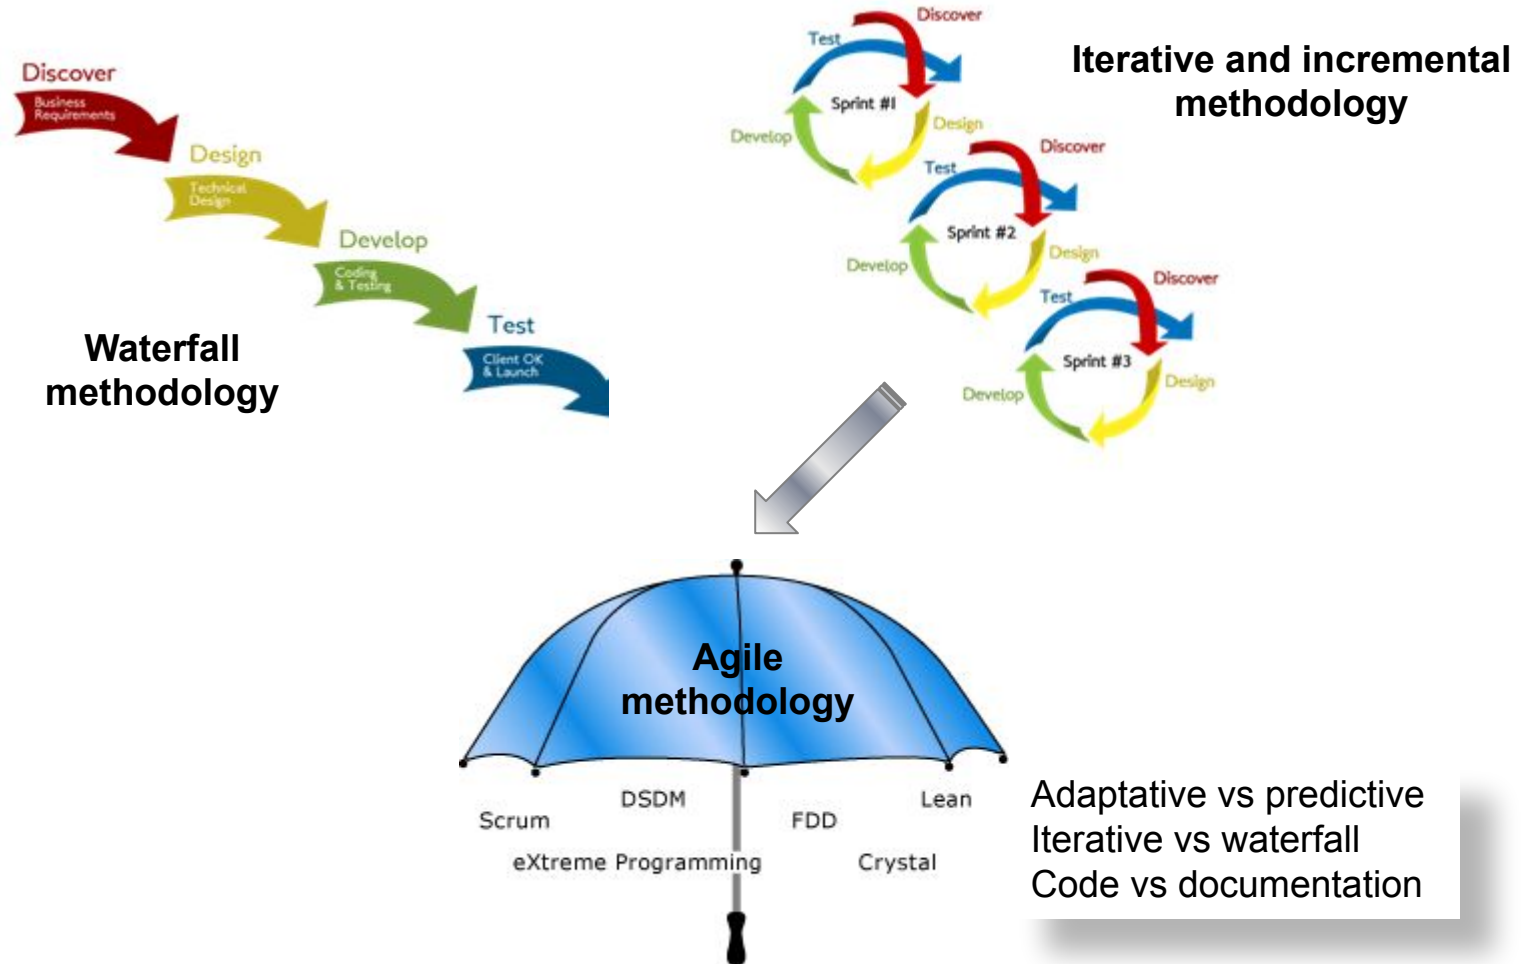 Discover
Business
Requirements
Design
Technical
Design
Develop
Coding
& Testing
Test
Client OK
& Launch
Waterfall
methodology
Discover
Test
Sprint #1
Design
Develop
Discover
Test
Sprint #2
Design
Develop
Discover
Test
Sprint #3
Design
Develop
Iterative and incremental
methodology
Agile
methodology
Scrum
DSDM
eXtreme Programming
FDD
Lean
Crystal
Adaptative vs predictive
Iterative vs waterfall
Code vs documentation